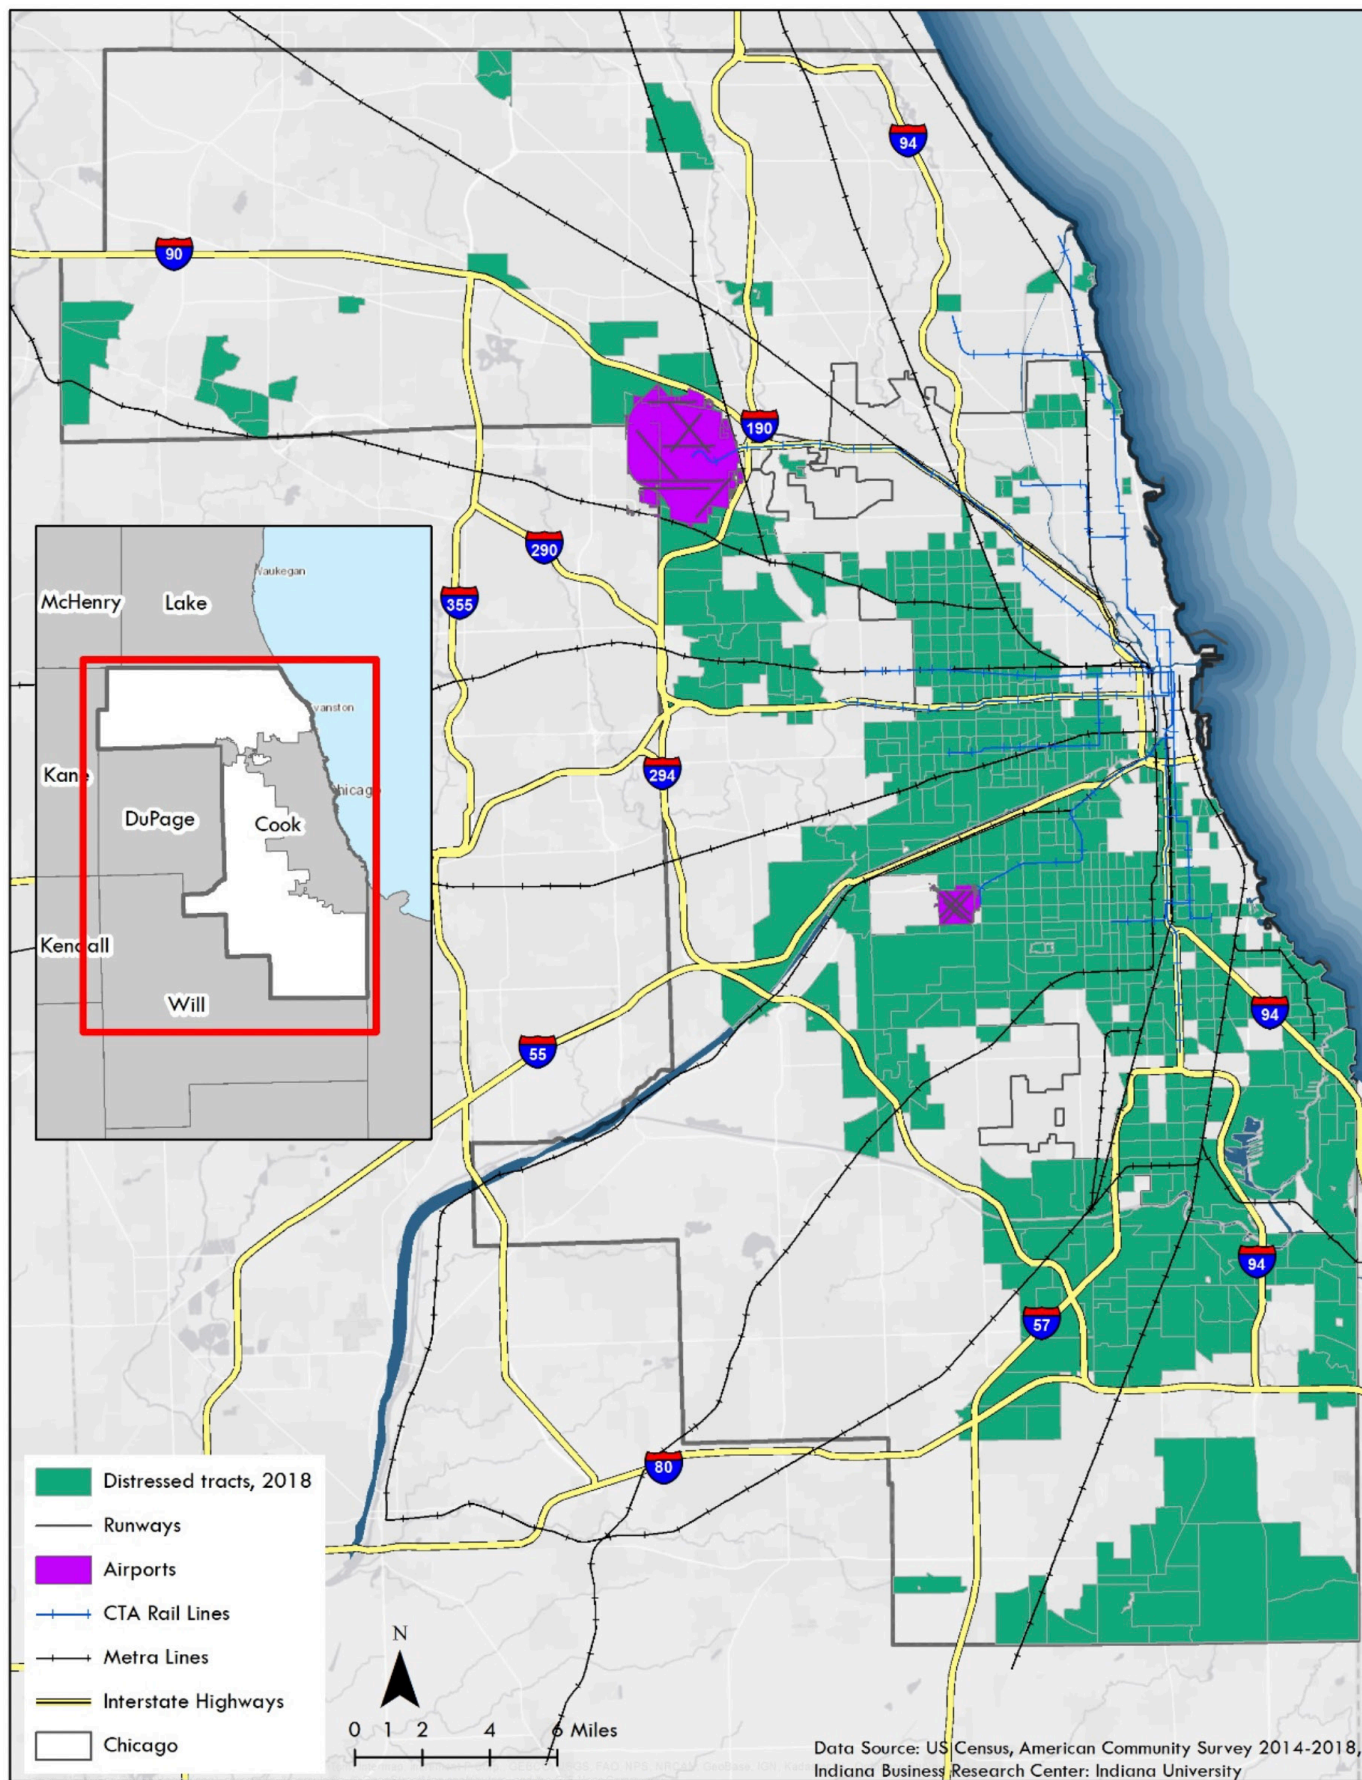 94
90
190
290
355
294
94
55
94
57
80
Waukegan
McHenry
Lake
Kane
DuPage
Cook
Kendall
Will
Distressed tracts, 2018
Runways
Airports
CTA Rail Lines
Metra Lines
Interstate Highways
Chicago
N
0 1 2 4 6 Miles
Data Source: US Census, American Community Survey 2014-2018,
Indiana Business Research Center: Indiana University